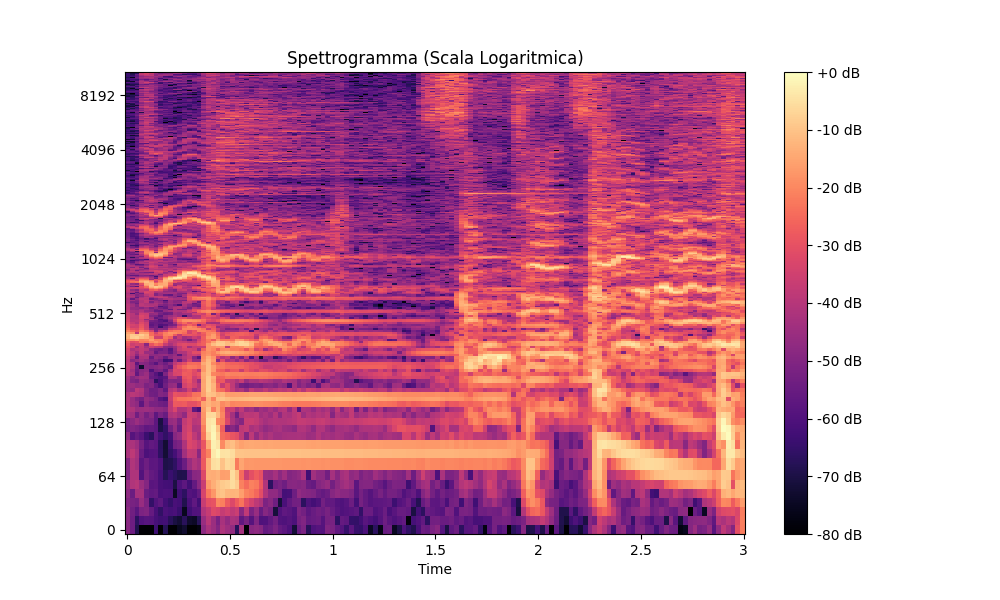 Spettrogramma (Scala Logaritmica)
8192
4096
2048
1024
512
256
128
64
0
Hz
0
0.5
1
1.5
2
2.5
3
Time
+0 dB
-10 dB
-20 dB
-30 dB
-40 dB
-50 dB
-60 dB
-70 dB
-80 dB